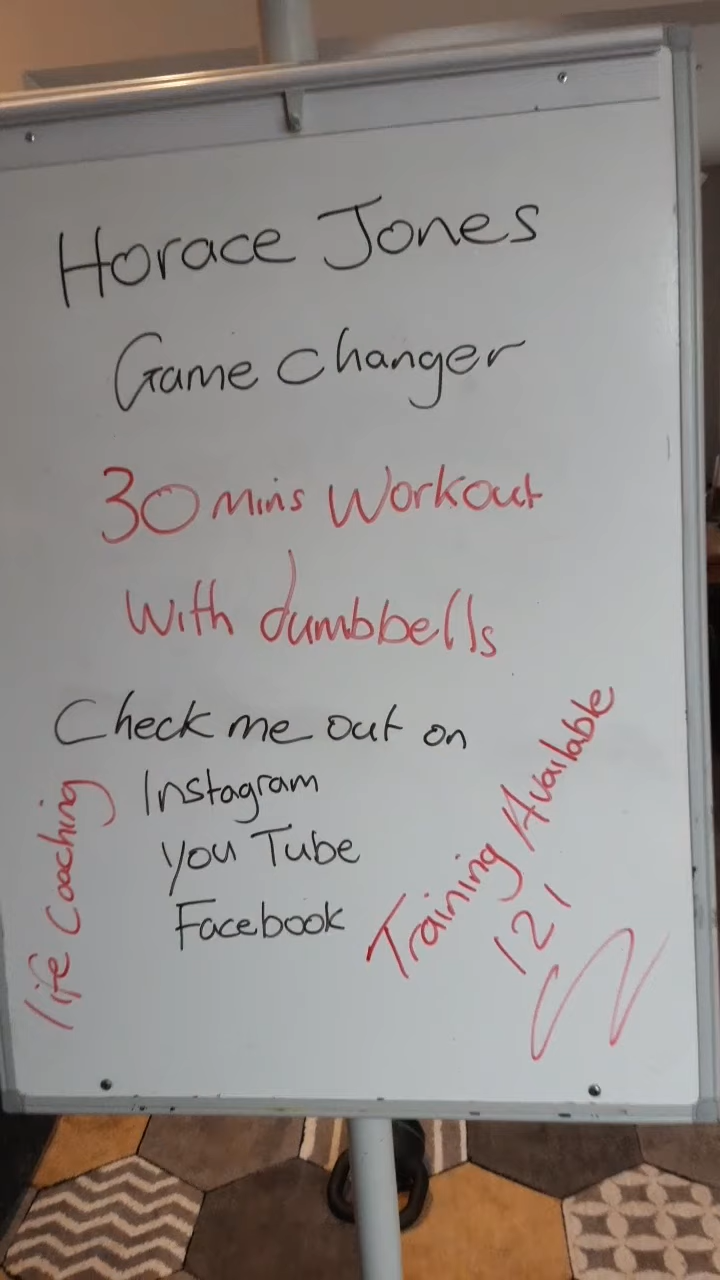 Horace Jones
Game changer
30 mins Workout
With dumbbells
Check me out on
Instagram
You Tube
Facebook
life Coaching
Training Available
121